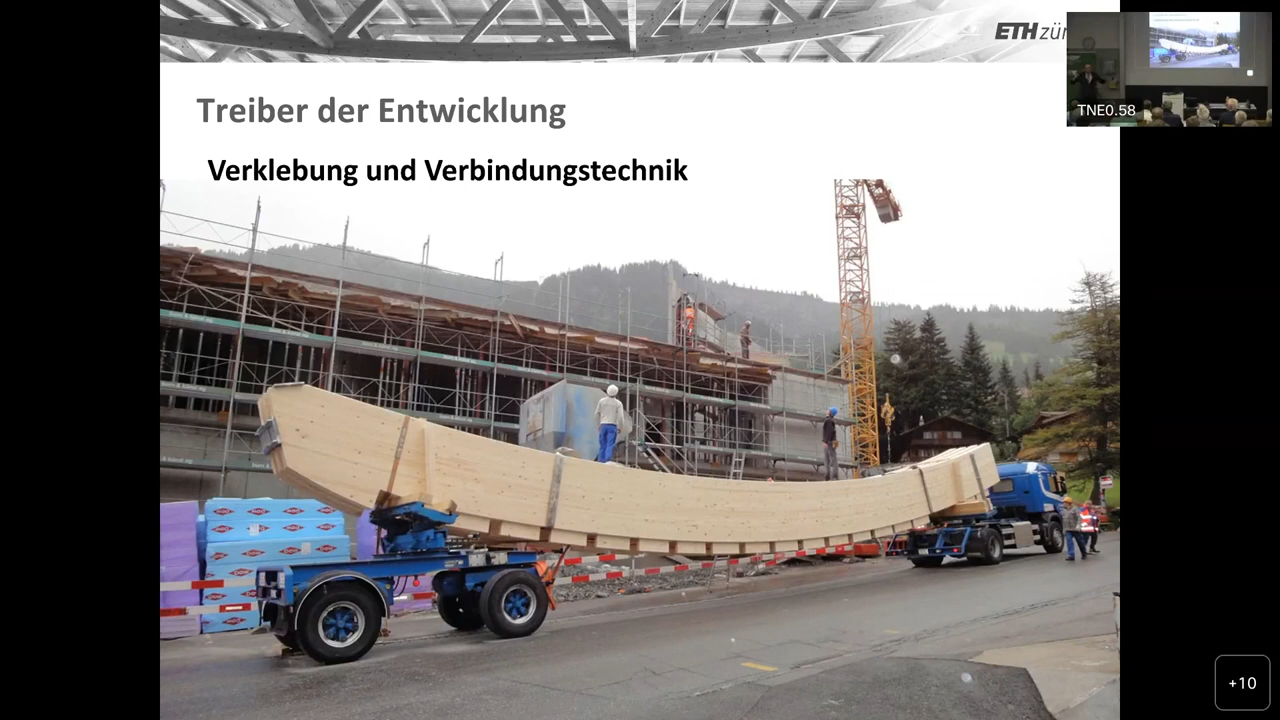 ETH zür
TNE0.58
Treiber der Entwicklung
Verklebung und Verbindungstechnik
+10